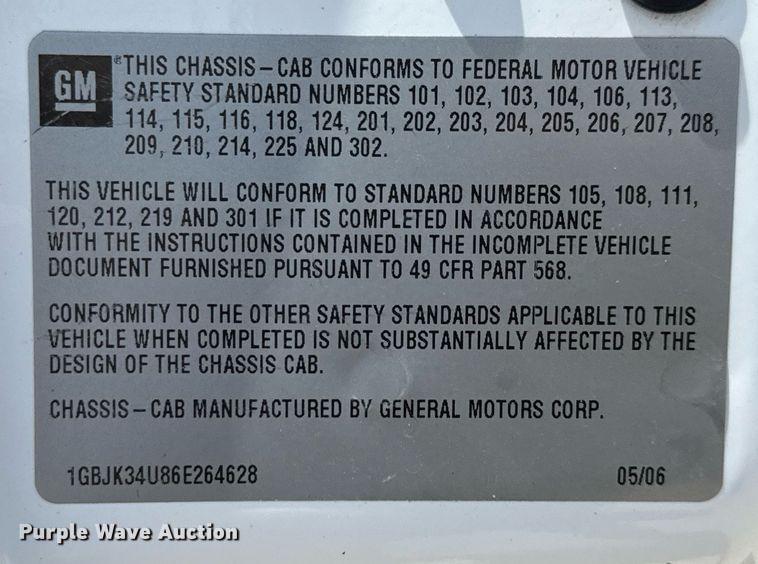 GM
®THIS CHASSIS-CAB CONFORMS TO FEDERAL MOTOR VEHICLE
SAFETY STANDARD NUMBERS 101, 102, 103, 104, 106, 113,
114, 115, 116, 118, 124, 201, 202, 203, 204, 205, 206, 207, 208,
209, 210, 214, 225 AND 302.
THIS VEHICLE WILL CONFORM TO STANDARD NUMBERS 105, 108, 111,
120, 212, 219 AND 301 IF IT IS COMPLETED IN ACCORDANCE
WITH THE INSTRUCTIONS CONTAINED IN THE INCOMPLETE VEHICLE
DOCUMENT FURNISHED PURSUANT TO 49 CFR PART 568.
CONFORMITY TO THE OTHER SAFETY STANDARDS APPLICABLE TO THIS
VEHICLE WHEN COMPLETED IS NOT SUBSTANTIALLY AFFECTED BY THE
DESIGN OF THE CHASSIS CAB.
CHASSIS-CAB MANUFACTURED BY GENERAL MOTORS CORP.
1GBJK34U86E264628 05/06
Purple Wave Auction